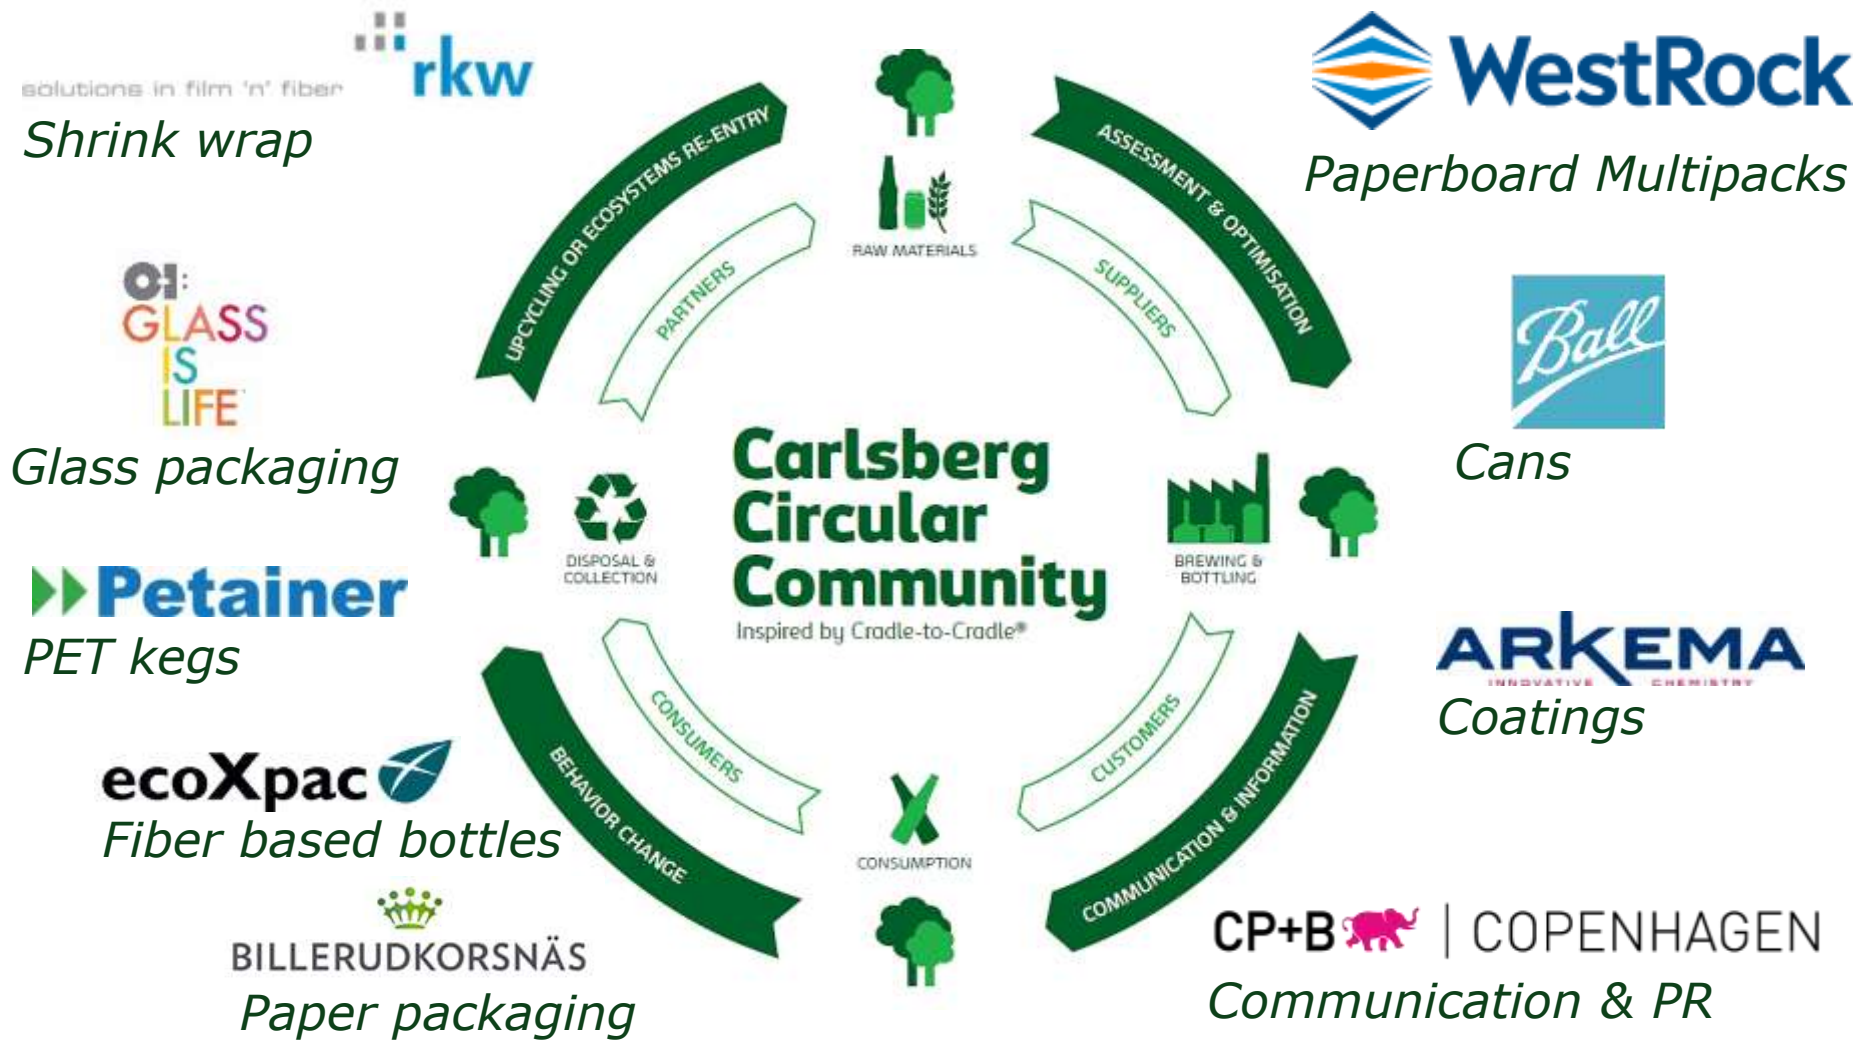 solutions in film 'n' fiber
rkw
Shrink wrap
WestRock
Paperboard Multipacks
O-I:
GLASS
IS
LIFE
Glass packaging
Ball
Cans
Petainer
PET kegs
ARKEMA
INNOVATIVE CHEMISTRY
Coatings
ecoXpac
Fiber based bottles
BILLERUDKORSNÄS
Paper packaging
CP+B | COPENHAGEN
Communication & PR
UPCYCLING OR ECOSYSTEMS RE-ENTRY
ASSESSMENT & OPTIMISATION
PARTNERS
SUPPLIERS
RAW MATERIALS
Carlsberg
Circular
Community
Inspired by Cradle-to-Cradle®
DISPOSAL &
COLLECTION
BREWING &
BOTTLING
CONSUMERS
CUSTOMERS
CONSUMPTION
BEHAVIOR CHANGE
COMMUNICATION & INFORMATION